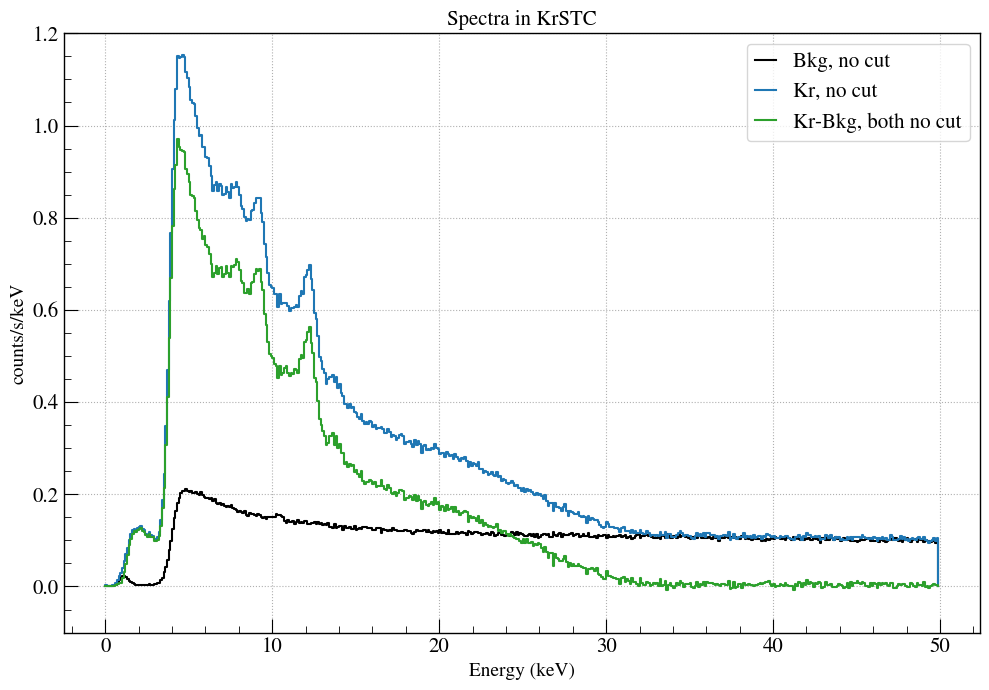 Spectra in KrSTC
Bkg, no cut
Kr, no cut
Kr-Bkg, both no cut
counts/s/keV
1.2
1.0
0.8
0.6
0.4
0.2
0.0
0 10 20 30 40 50
Energy (keV)